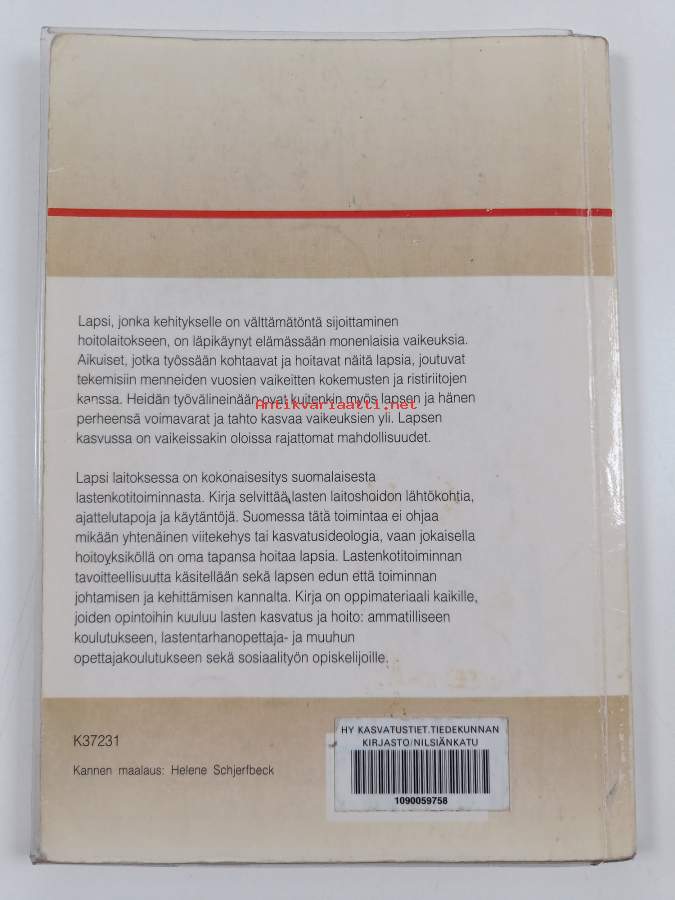 Lapsi, jonka kehitykselle on välttämätöntä sijoittaminen
hoitolaitokseen, on läpikäynyt elämässään monenlaisia vaikeuksia.
Aikuiset, jotka työssään kohtaavat ja hoitavat näitä lapsia, joutuvat
tekemisiin menneiden vuosien vaikeitten kokemusten ja ristiriitojen
kanssa. Heidän työvälineinään ovat kuitenkin myös lapsen ja hänen
Antikvariaatti.net
perheensä voimavarat ja tahto kasvaa vaikeuksien yli. Lapsen
kasvussa on vaikeissakin oloissa rajattomat mahdollisuudet.
Lapsi laitoksessa on kokonaisesitys suomalaisesta
lastenkotitoiminnasta. Kirja selvittää lasten laitoshoidon lähtökohtia,
ajattelutapoja ja käytäntöjä. Suomessa tätä toimintaa ei ohjaa
mikään yhtenäinen viitekehys tai kasvatusideologia, vaan jokaisella
hoitoyksiköllä on oma tapansa hoitaa lapsia. Lastenkotitoiminnan
tavoitteellisuutta käsitellään sekä lapsen edun että toiminnan
johtamisen ja kehittämisen kannalta. Kirja on oppimateriaali kaikille,
joiden opintoihin kuuluu lasten kasvatus ja hoito: ammatilliseen
koulutukseen, lastentarhanopettaja- ja muuhun
opettajakoulutukseen sekä sosiaalityön opiskelijoille.
HY KASVATUSTIET.TIEDEKUNNAN
KIRJASTO/NILSIÄNKATU
1090059758
K37231
Kannen maalaus: Helene Schjerfbeck